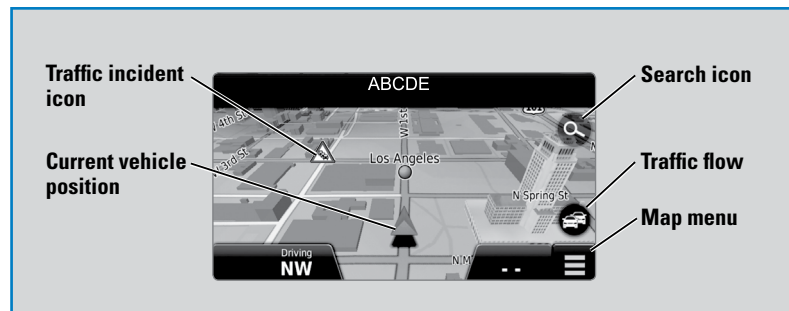 Traffic incident
icon
Current vehicle
position
ABCDE
101
W 4th St
W 3rd St
W 1st
Los Angeles
N Spring St
Driving
NW
N M
- -
Search icon
Traffic flow
Map menu